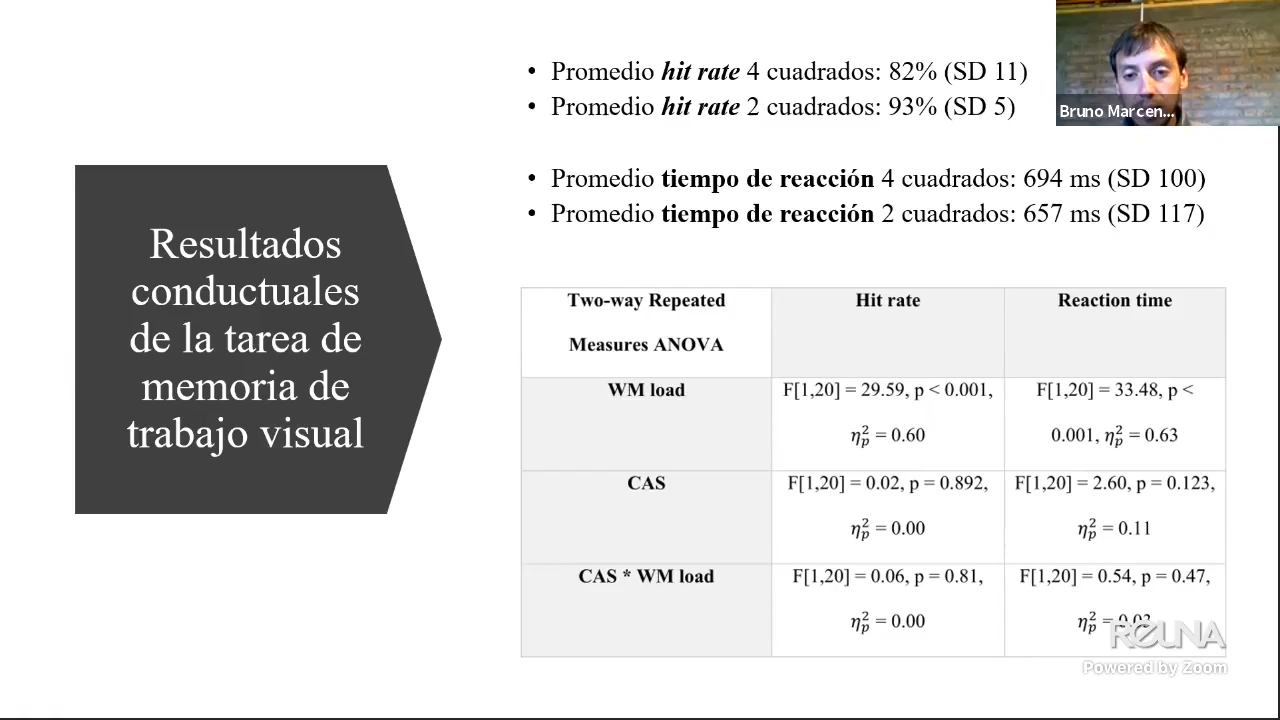 • Promedio hit rate 4 cuadrados: 82% (SD 11)
• Promedio hit rate 2 cuadrados: 93% (SD 5)
Bruno Marcen...
• Promedio tiempo de reacción 4 cuadrados: 694 ms (SD 100)
• Promedio tiempo de reacción 2 cuadrados: 657 ms (SD 117)
Resultados
conductuales
de la tarea de
memoria de
trabajo visual
Two-way Repeated
Measures ANOVA
Hit rate
Reaction time
WM load
F[1,20] = 29.59, p < 0.001,
η²p = 0.60
F[1,20] = 33.48, p <
0.001, η²p = 0.63
CAS
F[1,20] = 0.02, p = 0.892,
η²p = 0.00
F[1,20] = 2.60, p = 0.123,
η²p = 0.11
CAS * WM load
F[1,20] = 0.06, p = 0.81,
η²p = 0.00
F[1,20] = 0.54, p = 0.47,
η²p =
REUNA
Powered by Zoom